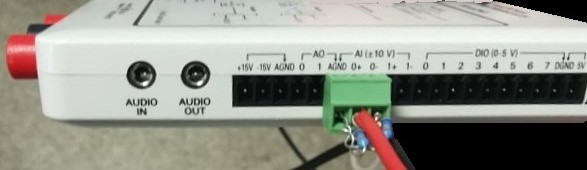 AO AI (±10 V) DIO (0-5 V)
+15V -15V AGND 0 1 AGND 0+ 0- 1+ 1- 0 1 2 3 4 5 6 7 DGND 5V
AUDIO IN
AUDIO OUT